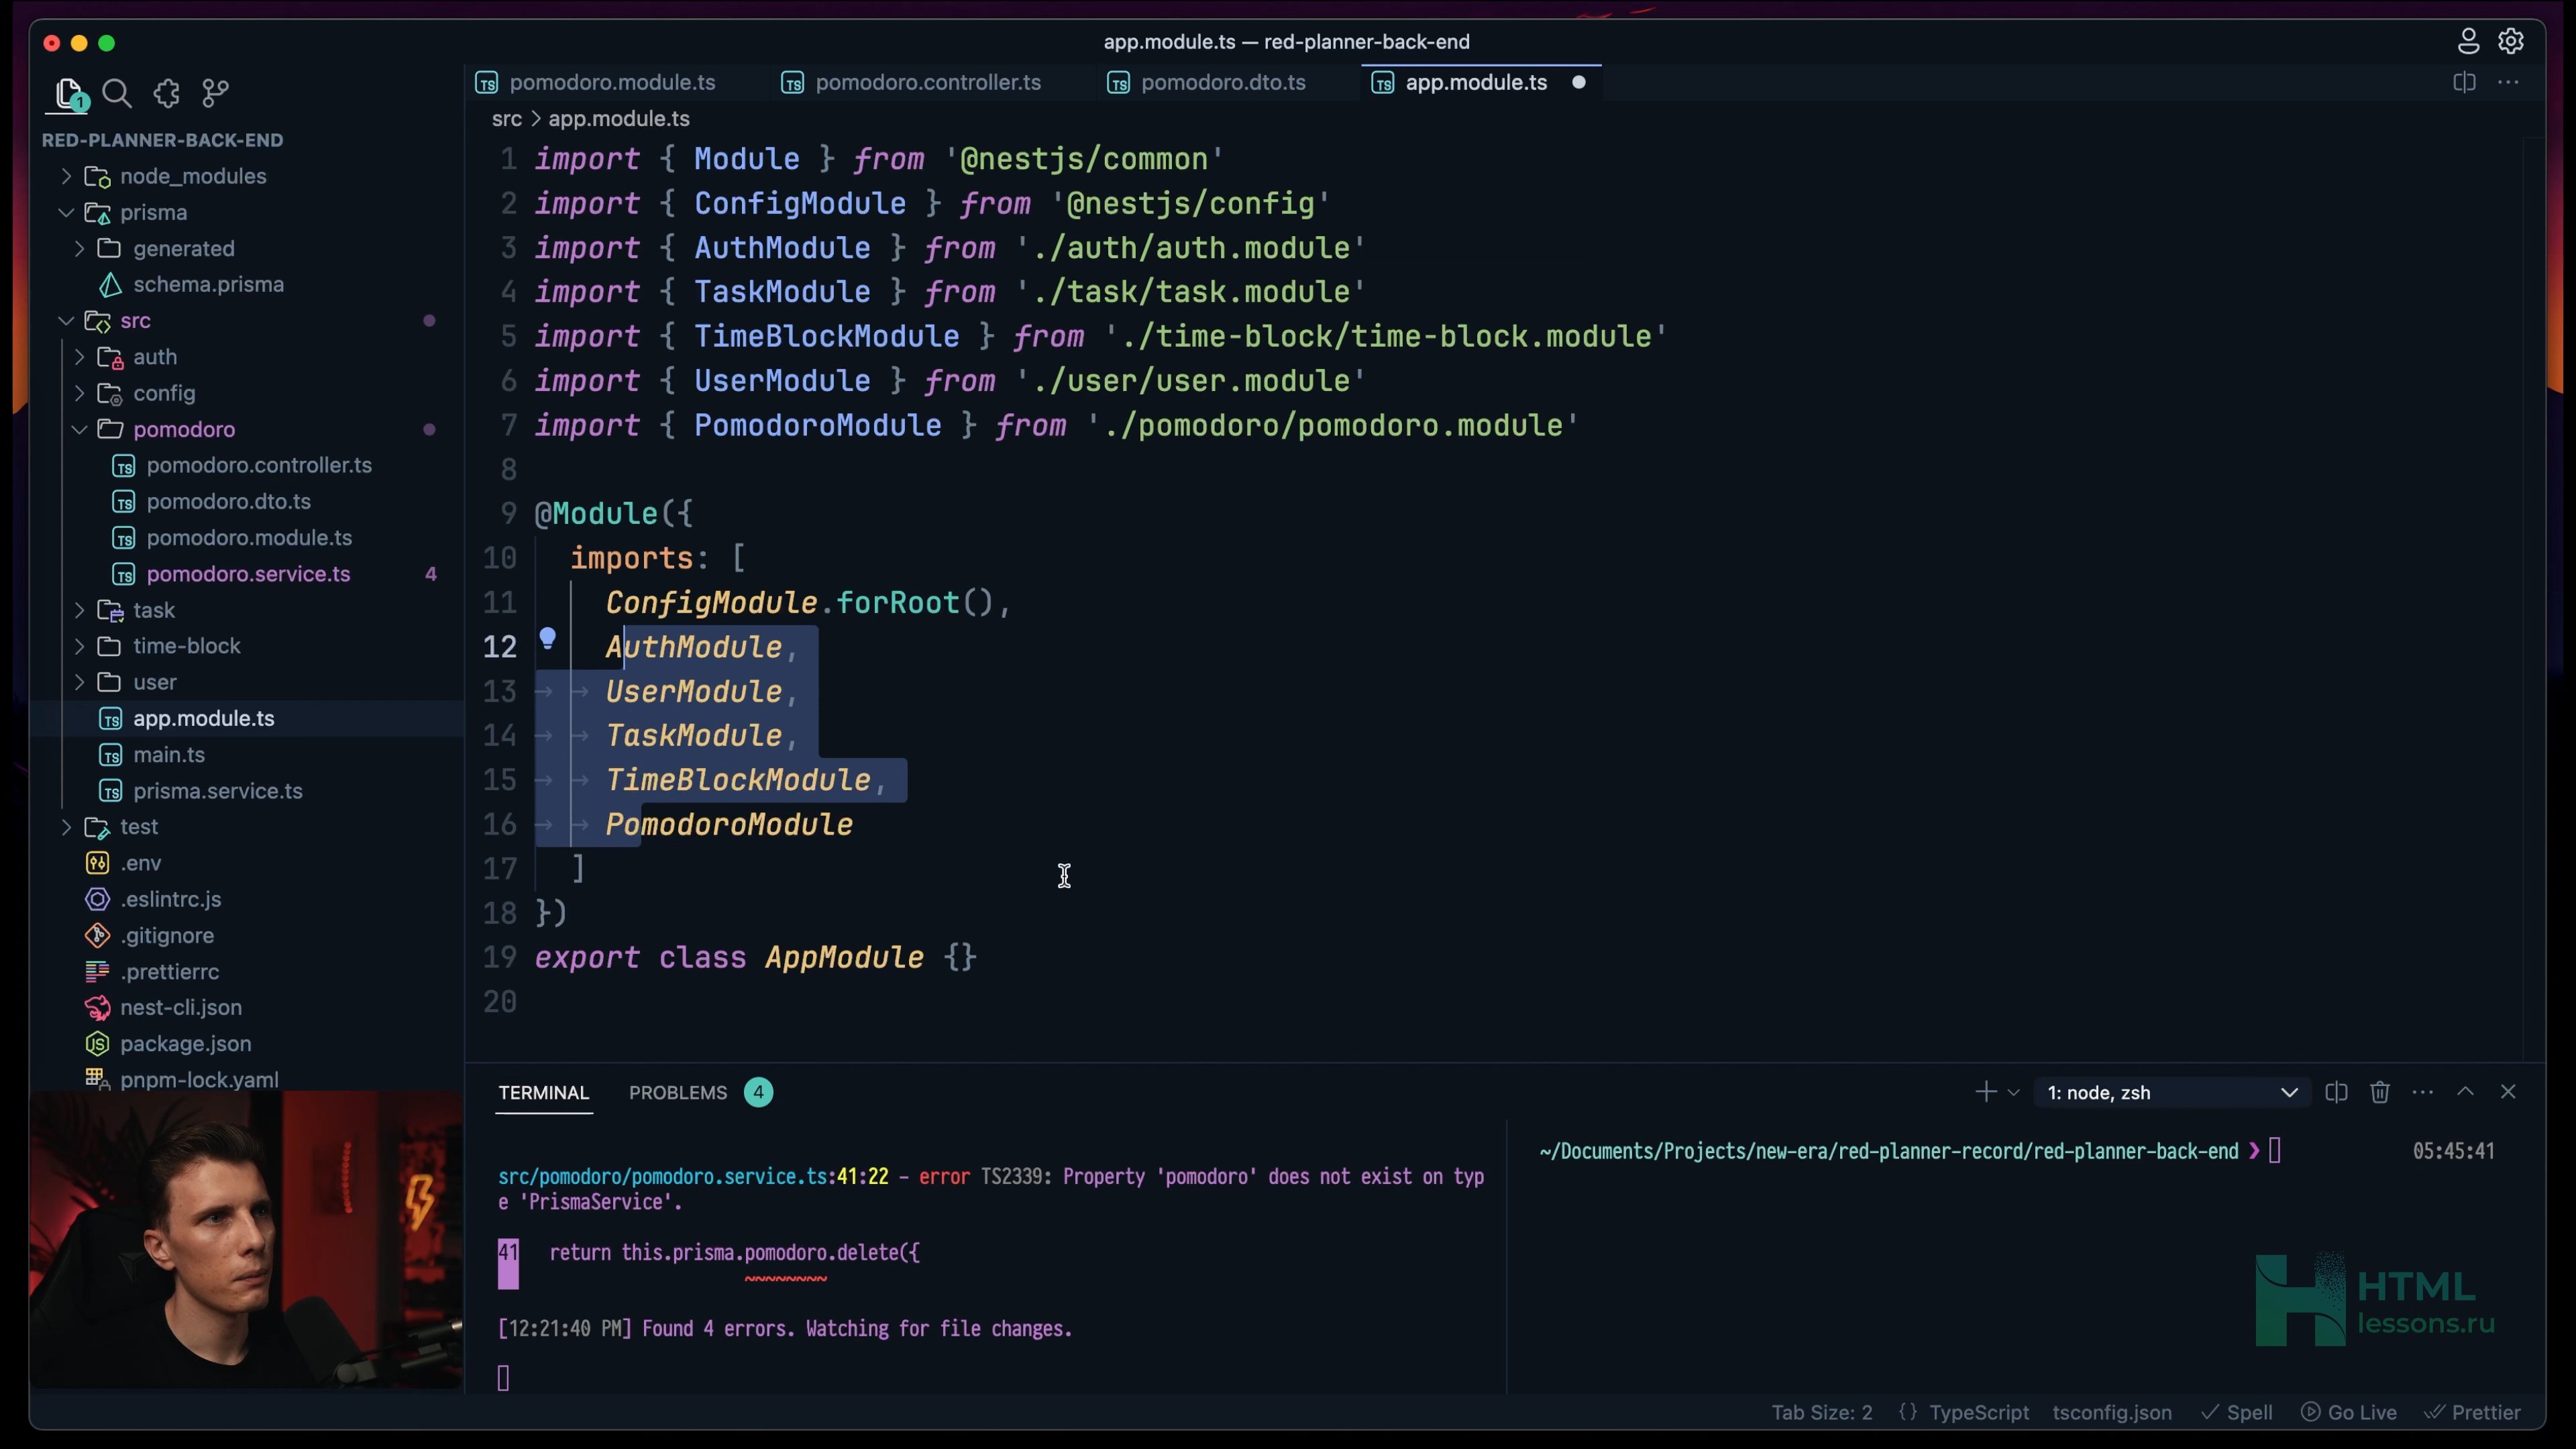 app.module.ts — red-planner-back-end
1
RED-PLANNER-BACK-END
node_modules
prisma
generated
schema.prisma
src
auth
config
pomodoro
pomodoro.controller.ts
pomodoro.dto.ts
pomodoro.module.ts
pomodoro.service.ts 4
task
time-block
user
app.module.ts
main.ts
prisma.service.ts
test
.env
.eslintrc.js
.gitignore
.prettierrc
nest-cli.json
package.json
pnpm-lock.yaml
pomodoro.module.ts pomodoro.controller.ts pomodoro.dto.ts app.module.ts
src > app.module.ts
1 import { Module } from '@nestjs/common'
2 import { ConfigModule } from '@nestjs/config'
3 import { AuthModule } from './auth/auth.module'
4 import { TaskModule } from './task/task.module'
5 import { TimeBlockModule } from './time-block/time-block.module'
6 import { UserModule } from './user/user.module'
7 import { PomodoroModule } from './pomodoro/pomodoro.module'
8
9 @Module({
10 imports: [
11 ConfigModule.forRoot(),
12 AuthModule,
13 UserModule,
14 TaskModule,
15 TimeBlockModule,
16 PomodoroModule
17 ]
18 })
19 export class AppModule {}
20
TERMINAL PROBLEMS 4
1: node, zsh
src/pomodoro/pomodoro.service.ts:41:22 - error TS2339: Property 'pomodoro' does not exist on typ
e 'PrismaService'.
41 return this.prisma.pomodoro.delete({
~~~~~~~~
[12:21:40 PM] Found 4 errors. Watching for file changes.
~/Documents/Projects/new-era/red-planner-record/red-planner-back-end ❯ 05:45:41
HTML
lessons.ru
Tab Size: 2 {} TypeScript tsconfig.json Spell Go Live Prettier